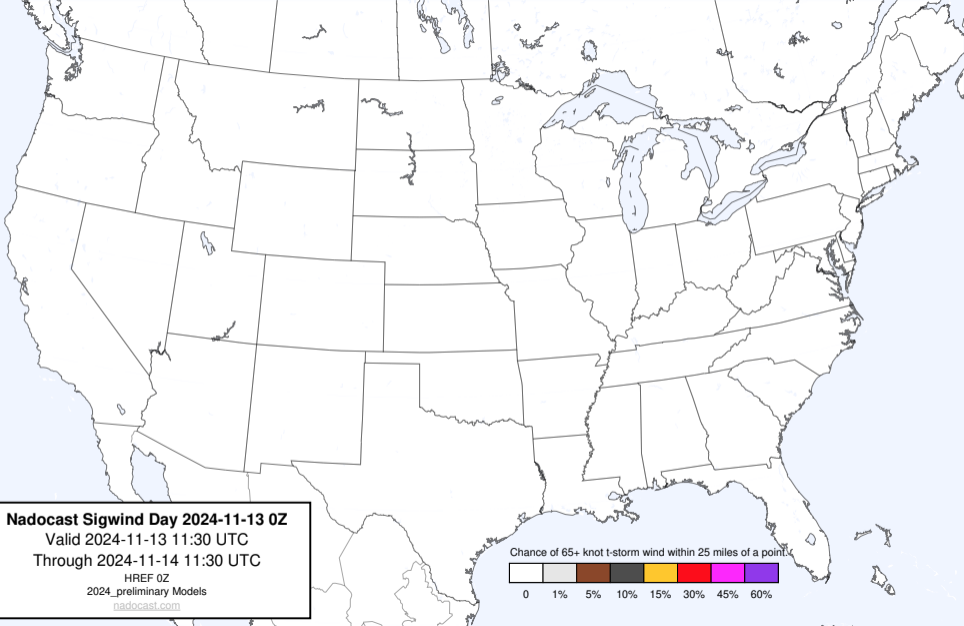 Nadocast Sigwind Day 2024-11-13 0Z
Valid 2024-11-13 11:30 UTC
Through 2024-11-14 11:30 UTC
HREF 0Z
2024_preliminary Models
nadocast.com
Chance of 65+ knot t-storm wind within 25 miles of a point.
0 1% 5% 10% 15% 30% 45% 60%